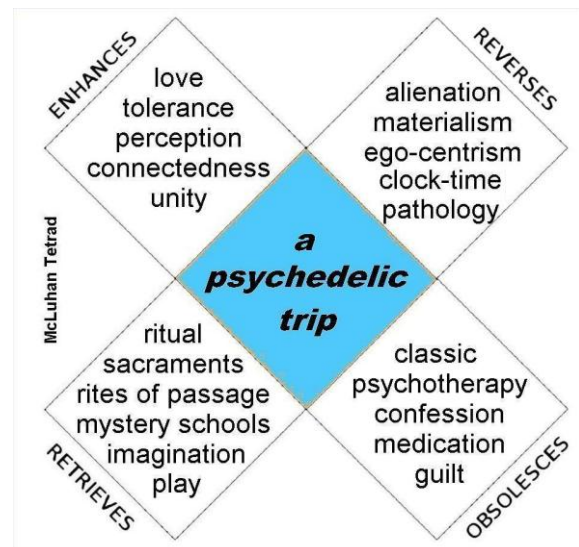 ENHANCES
love
tolerance
perception
connectedness
unity
REVERSES
alienation
materialism
ego-centrism
clock-time
pathology
McLuhan Tetrad
a
psychedelic
trip
RETRIEVES
ritual
sacraments
rites of passage
mystery schools
imagination
play
classic
psychotherapy
confession
medication
guilt
OBSOLESCES